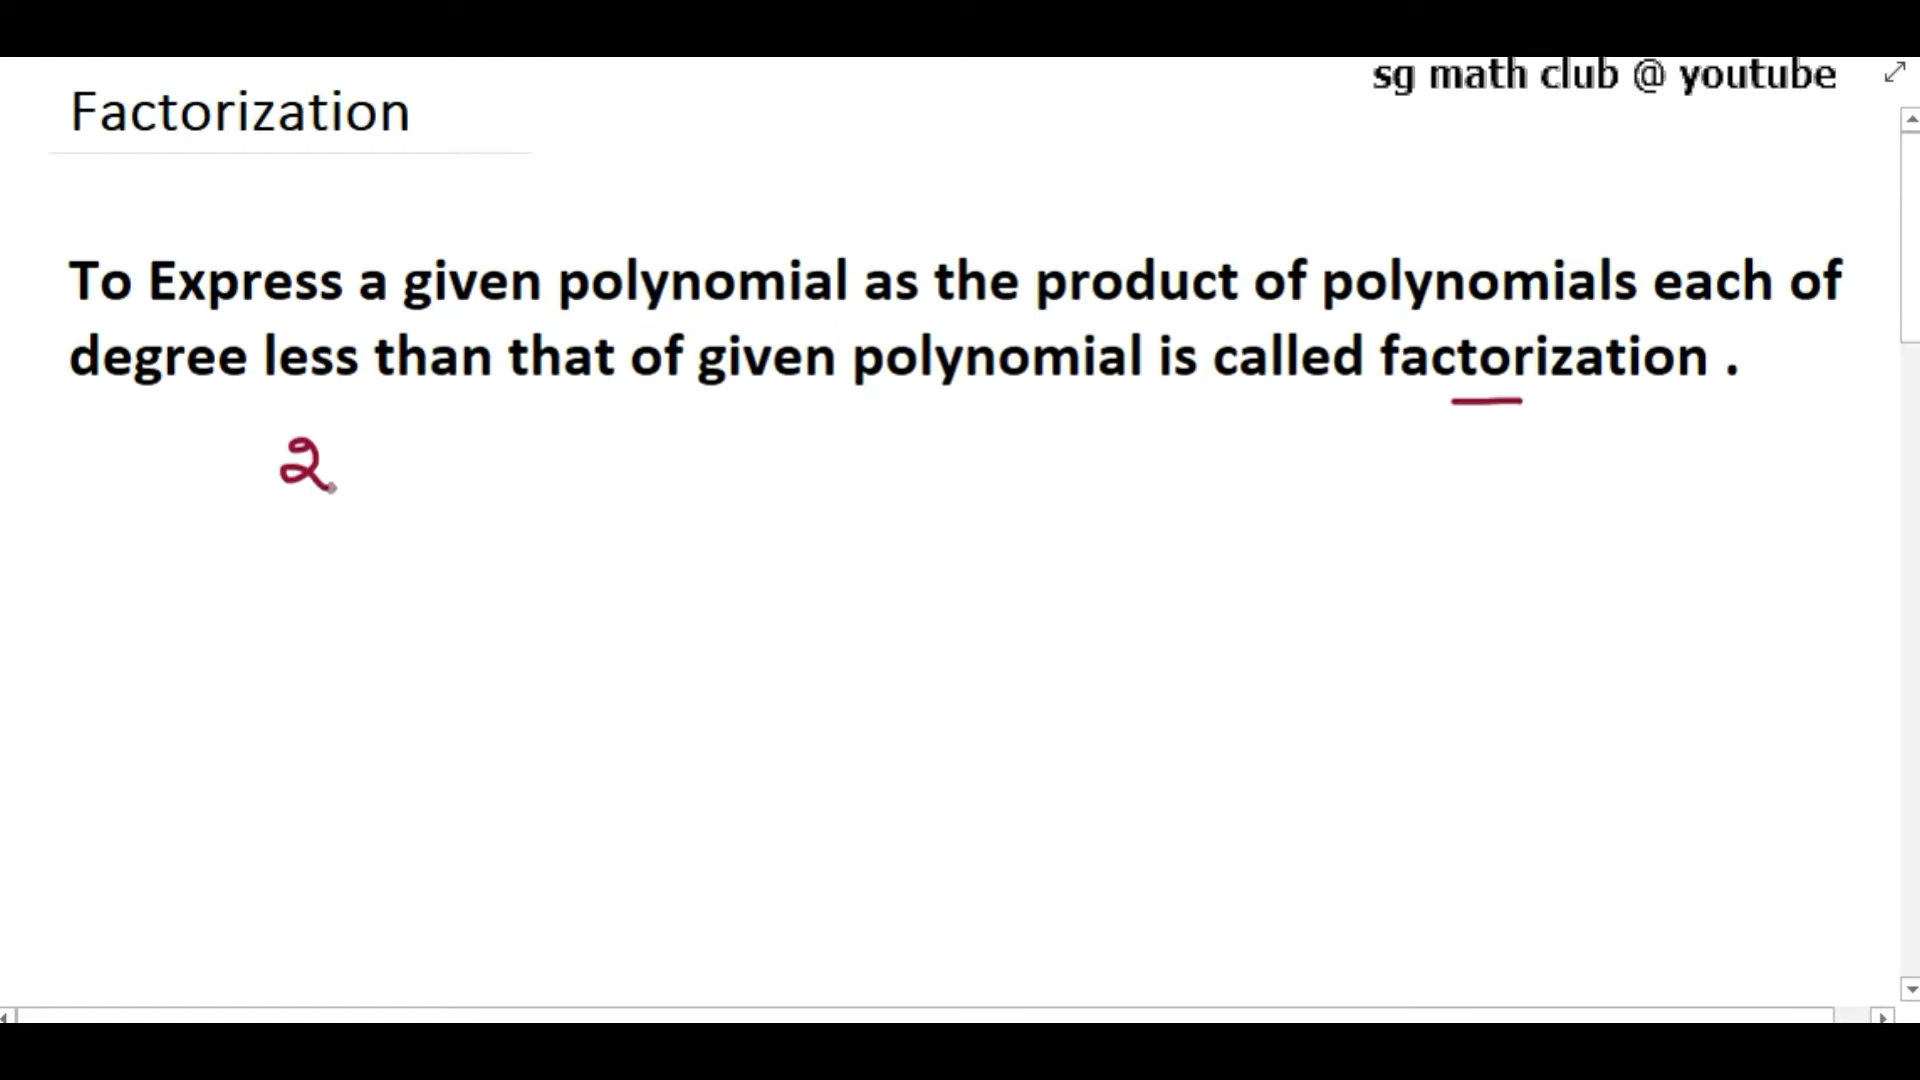 sg math club @ youtube
Factorization
To Express a given polynomial as the product of polynomials each of
degree less than that of given polynomial is called factorization .
2